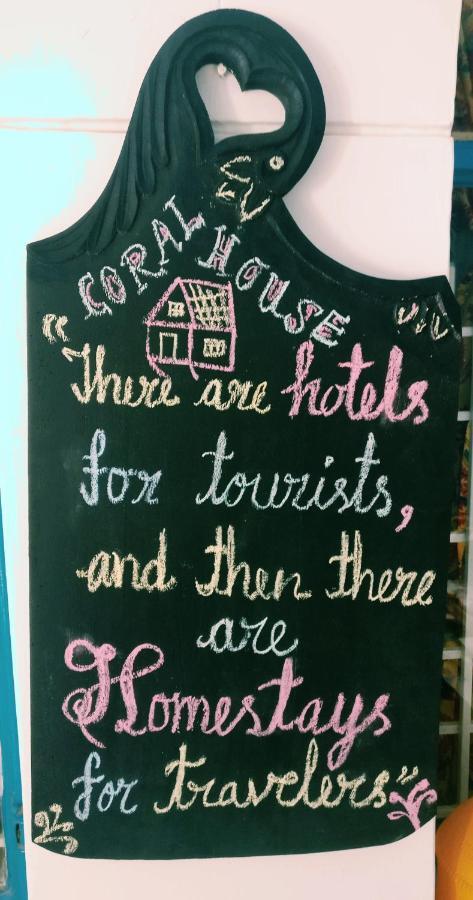 CORAL HOUSE
"There are hotels
for tourists,
and then there
are
Homestays
for travelers"